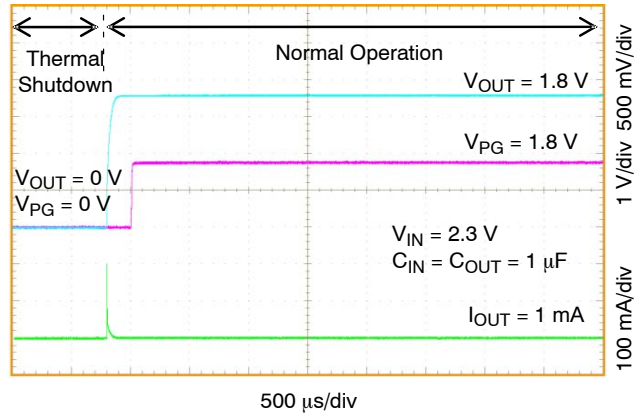 Thermal
Shutdown
Normal Operation
VOUT = 1.8 V
VPG = 1.8 V
VOUT = 0 V
VPG = 0 V
VIN = 2.3 V
CIN = COUT = 1 μF
IOUT = 1 mA
500 μs/div
100 mA/div
1 V/div 500 mV/div